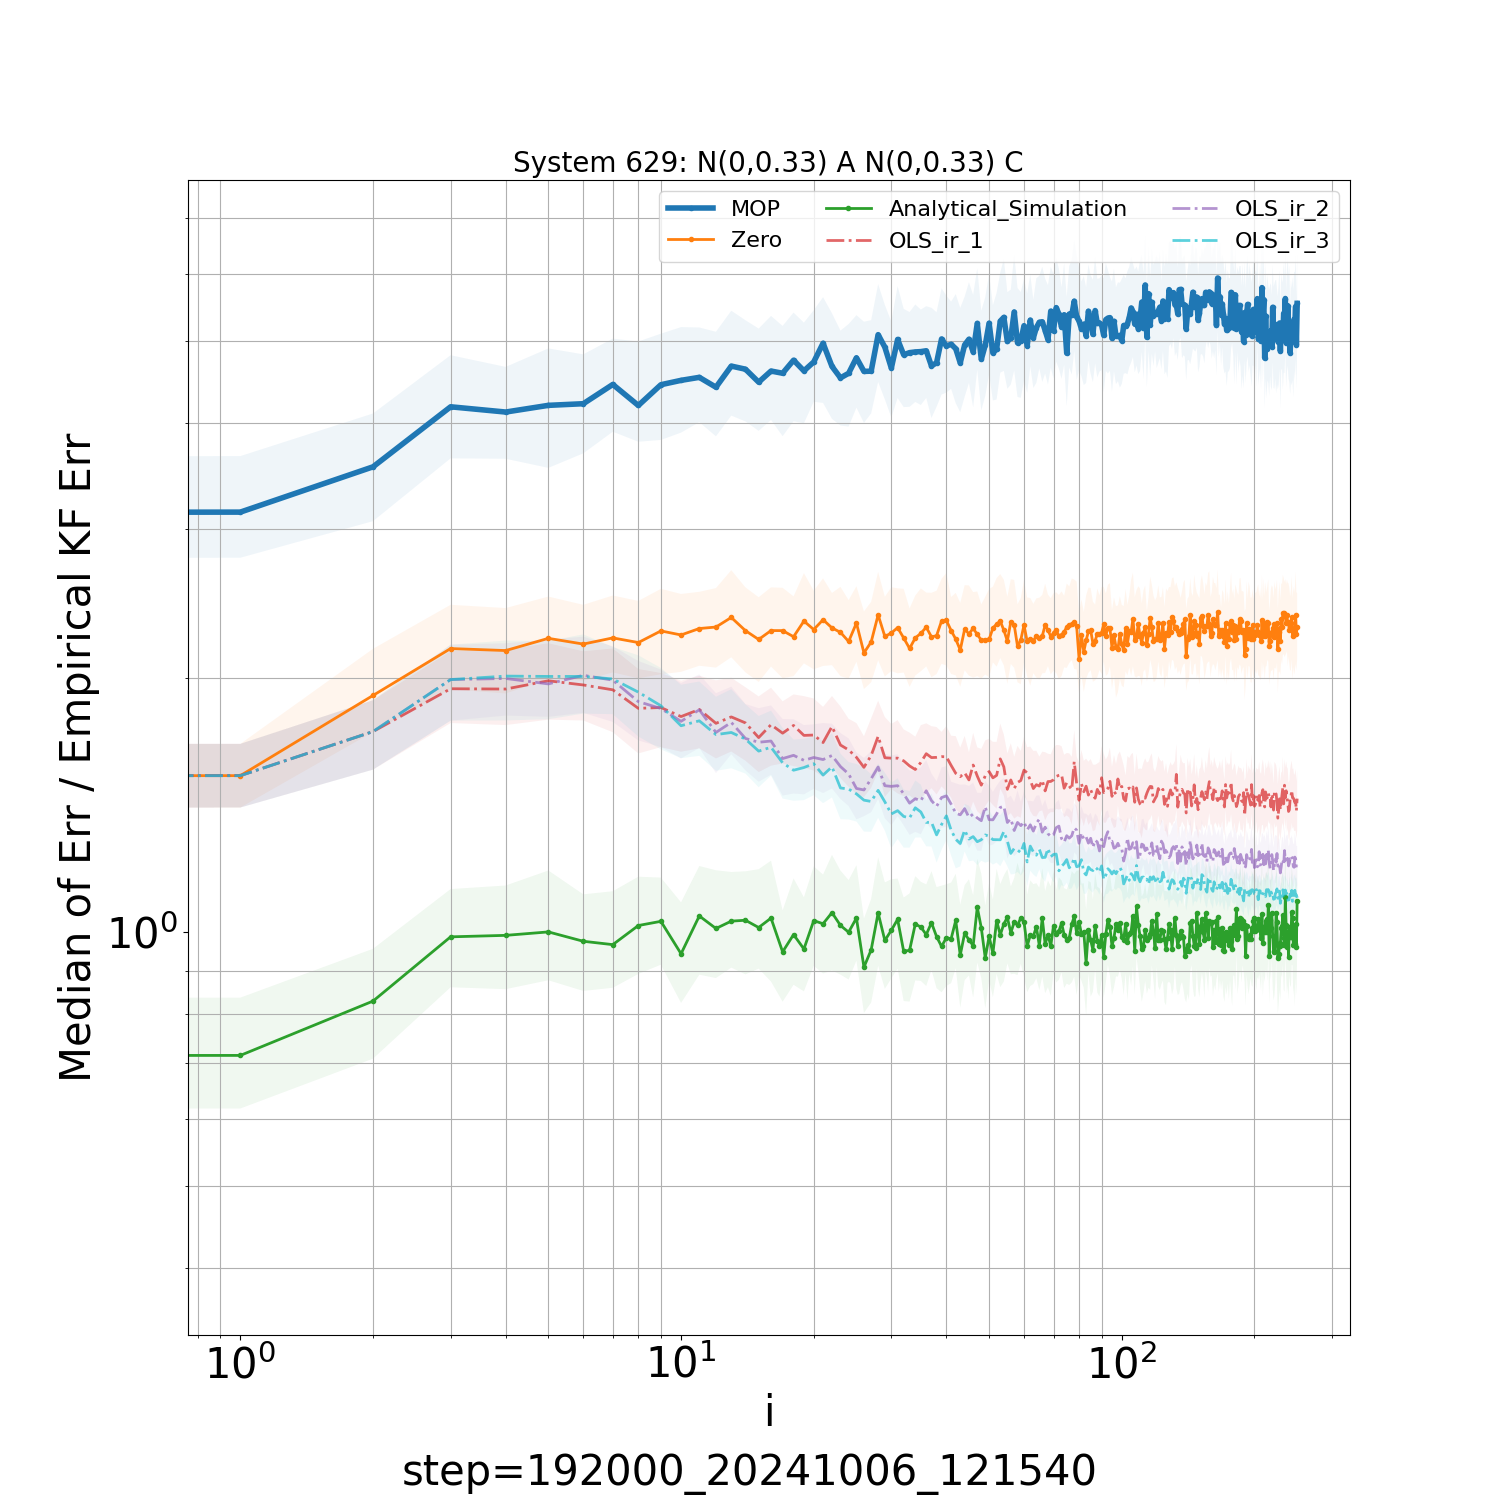 System 629: N(0,0.33) A N(0,0.33) C
MOP
Zero
Analytical_Simulation
OLS_ir_1
OLS_ir_2
OLS_ir_3
Median of Err / Empirical KF Err
10⁰
10⁰
10¹
10²
i
step=192000_20241006_121540